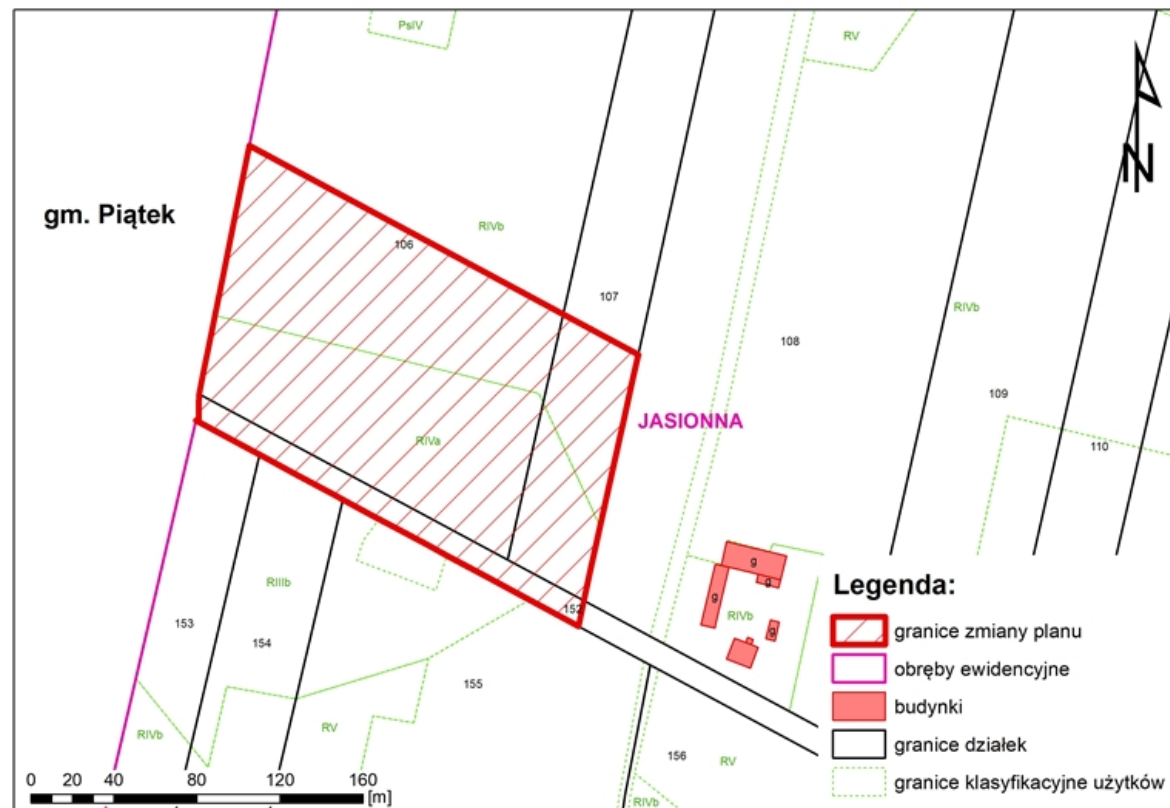 PsIV
RV
N
gm. Piątek
RIVb
106
107
RIVb
108
109
JASIONNA
RIVa
110
g
g
g
RIVb
g
RIIIb
152
153
154
155
RV
RIVb
156
RV
RIVb
Legenda:
granice zmiany planu
obręby ewidencyjne
budynki
granice działek
granice klasyfikacyjne użytków
0 20 40 80 120 160
[m]